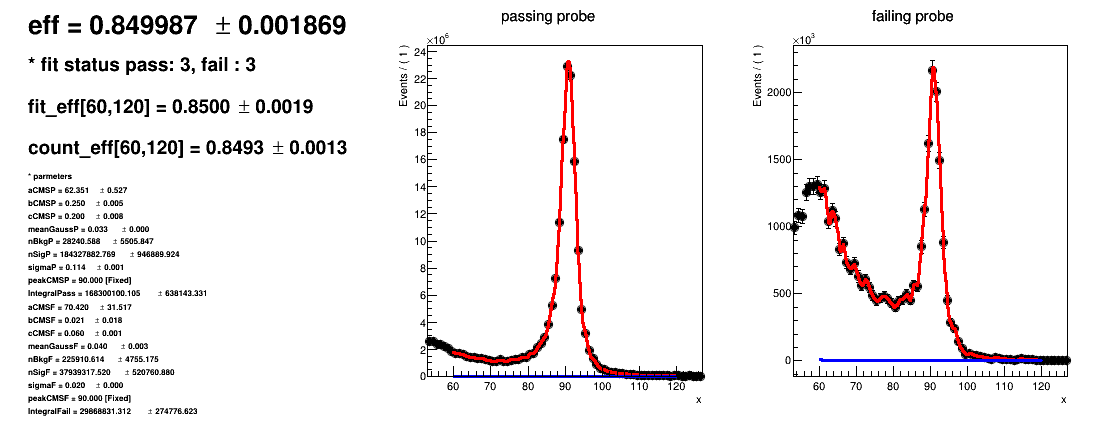 eff = 0.849987 ± 0.001869
* fit status pass: 3, fail : 3
fit_eff[60,120] = 0.8500 ± 0.0019
count_eff[60,120] = 0.8493 ± 0.0013
* parmeters
aCMSP = 62.351 ± 0.527
bCMSP = 0.250 ± 0.005
cCMSP = 0.200 ± 0.008
meanGaussP = 0.033 ± 0.000
nBkgP = 28240.588 ± 5505.847
nSigP = 184327882.769 ± 946889.924
sigmaP = 0.114 ± 0.001
peakCMSP = 90.000 [Fixed]
IntegralPass = 168300100.105 ± 638143.331
aCMSF = 70.420 ± 31.517
bCMSF = 0.021 ± 0.018
cCMSF = 0.060 ± 0.001
meanGaussF = 0.040 ± 0.003
nBkgF = 225910.614 ± 4755.175
nSigF = 37939317.520 ± 520760.880
sigmaF = 0.020 ± 0.000
peakCMSF = 90.000 [Fixed]
IntegralFail = 29868831.312 ± 274776.623
passing probe
×10⁶
Events / ( 1 )
24
22
20
18
16
14
12
10
8
6
4
2
0
60 70 80 90 100 110 120
x
failing probe
×10³
Events / ( 1 )
2000
1500
1000
500
0
60 70 80 90 100 110 120
x